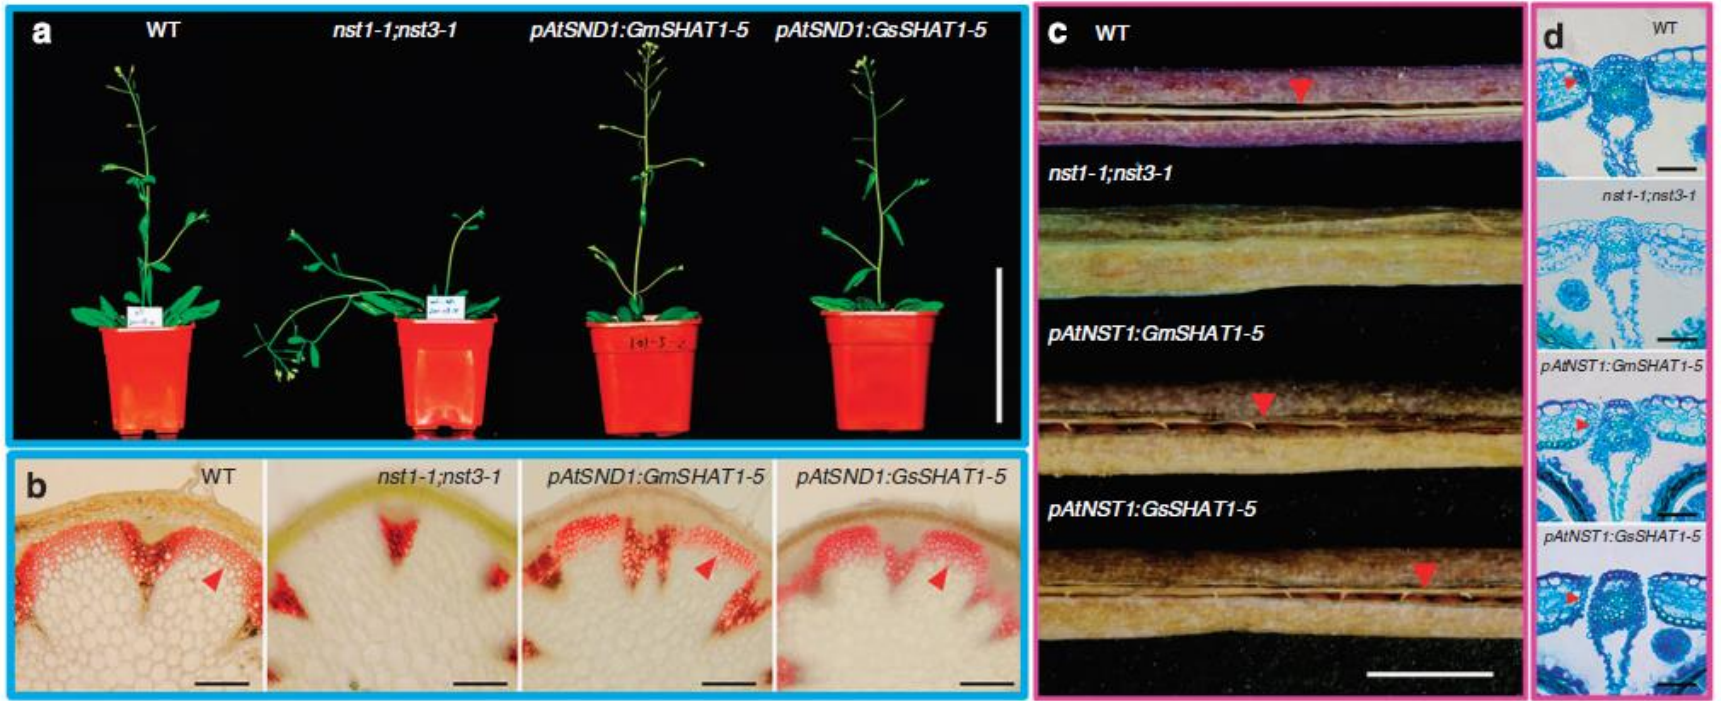 a
WT
nst1-1;nst3-1
pAtSND1:GmSHAT1-5
pAtSND1:GsSHAT1-5
b
WT
nst1-1;nst3-1
pAtSND1:GmSHAT1-5
pAtSND1:GsSHAT1-5
c
WT
nst1-1;nst3-1
pAtNST1:GmSHAT1-5
pAtNST1:GsSHAT1-5
d
WT
nst1-1;nst3-1
pAtNST1:GmSHAT1-5
pAtNST1:GsSHAT1-5